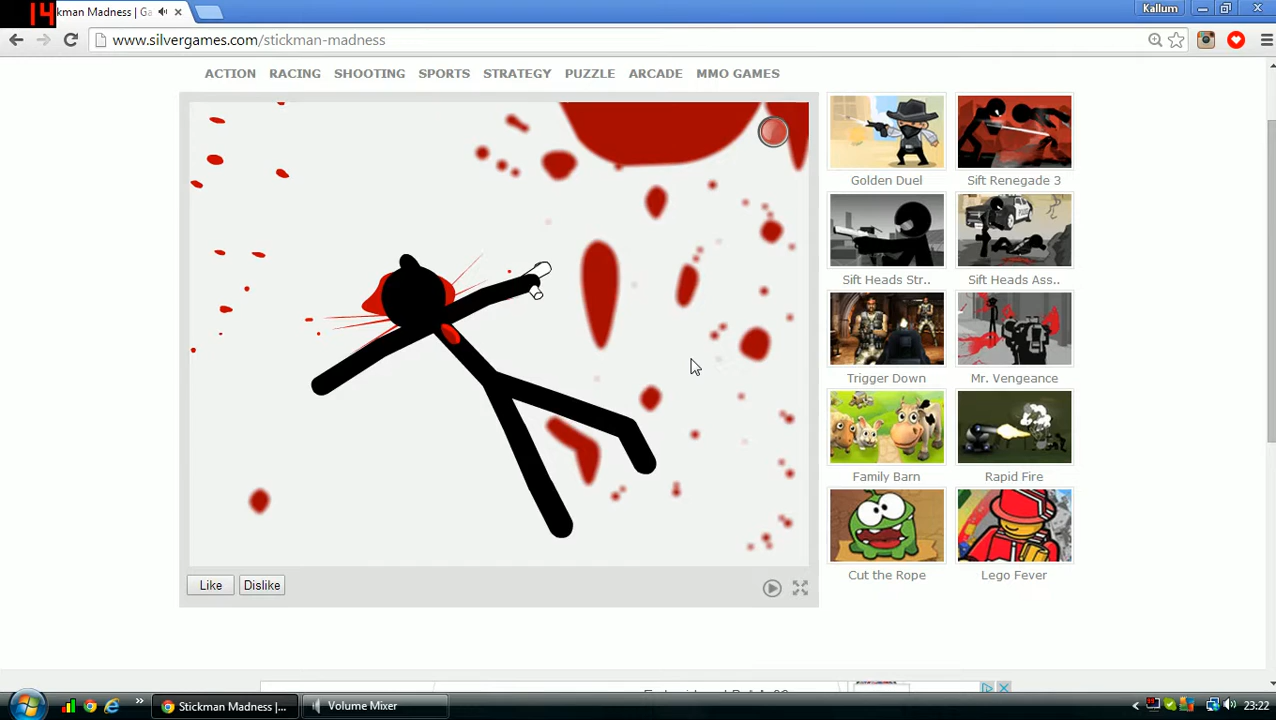 14
kman Madness | Ga
Kallum
www.silvergames.com/stickman-madness
ACTION RACING SHOOTING SPORTS STRATEGY PUZZLE ARCADE MMO GAMES
Golden Duel
Sift Renegade 3
Sift Heads Str..
Sift Heads Ass..
Trigger Down
Mr. Vengeance
Family Barn
Rapid Fire
Cut the Rope
Lego Fever
Like
Dislike
Stickman Madness |...
Volume Mixer
23:22